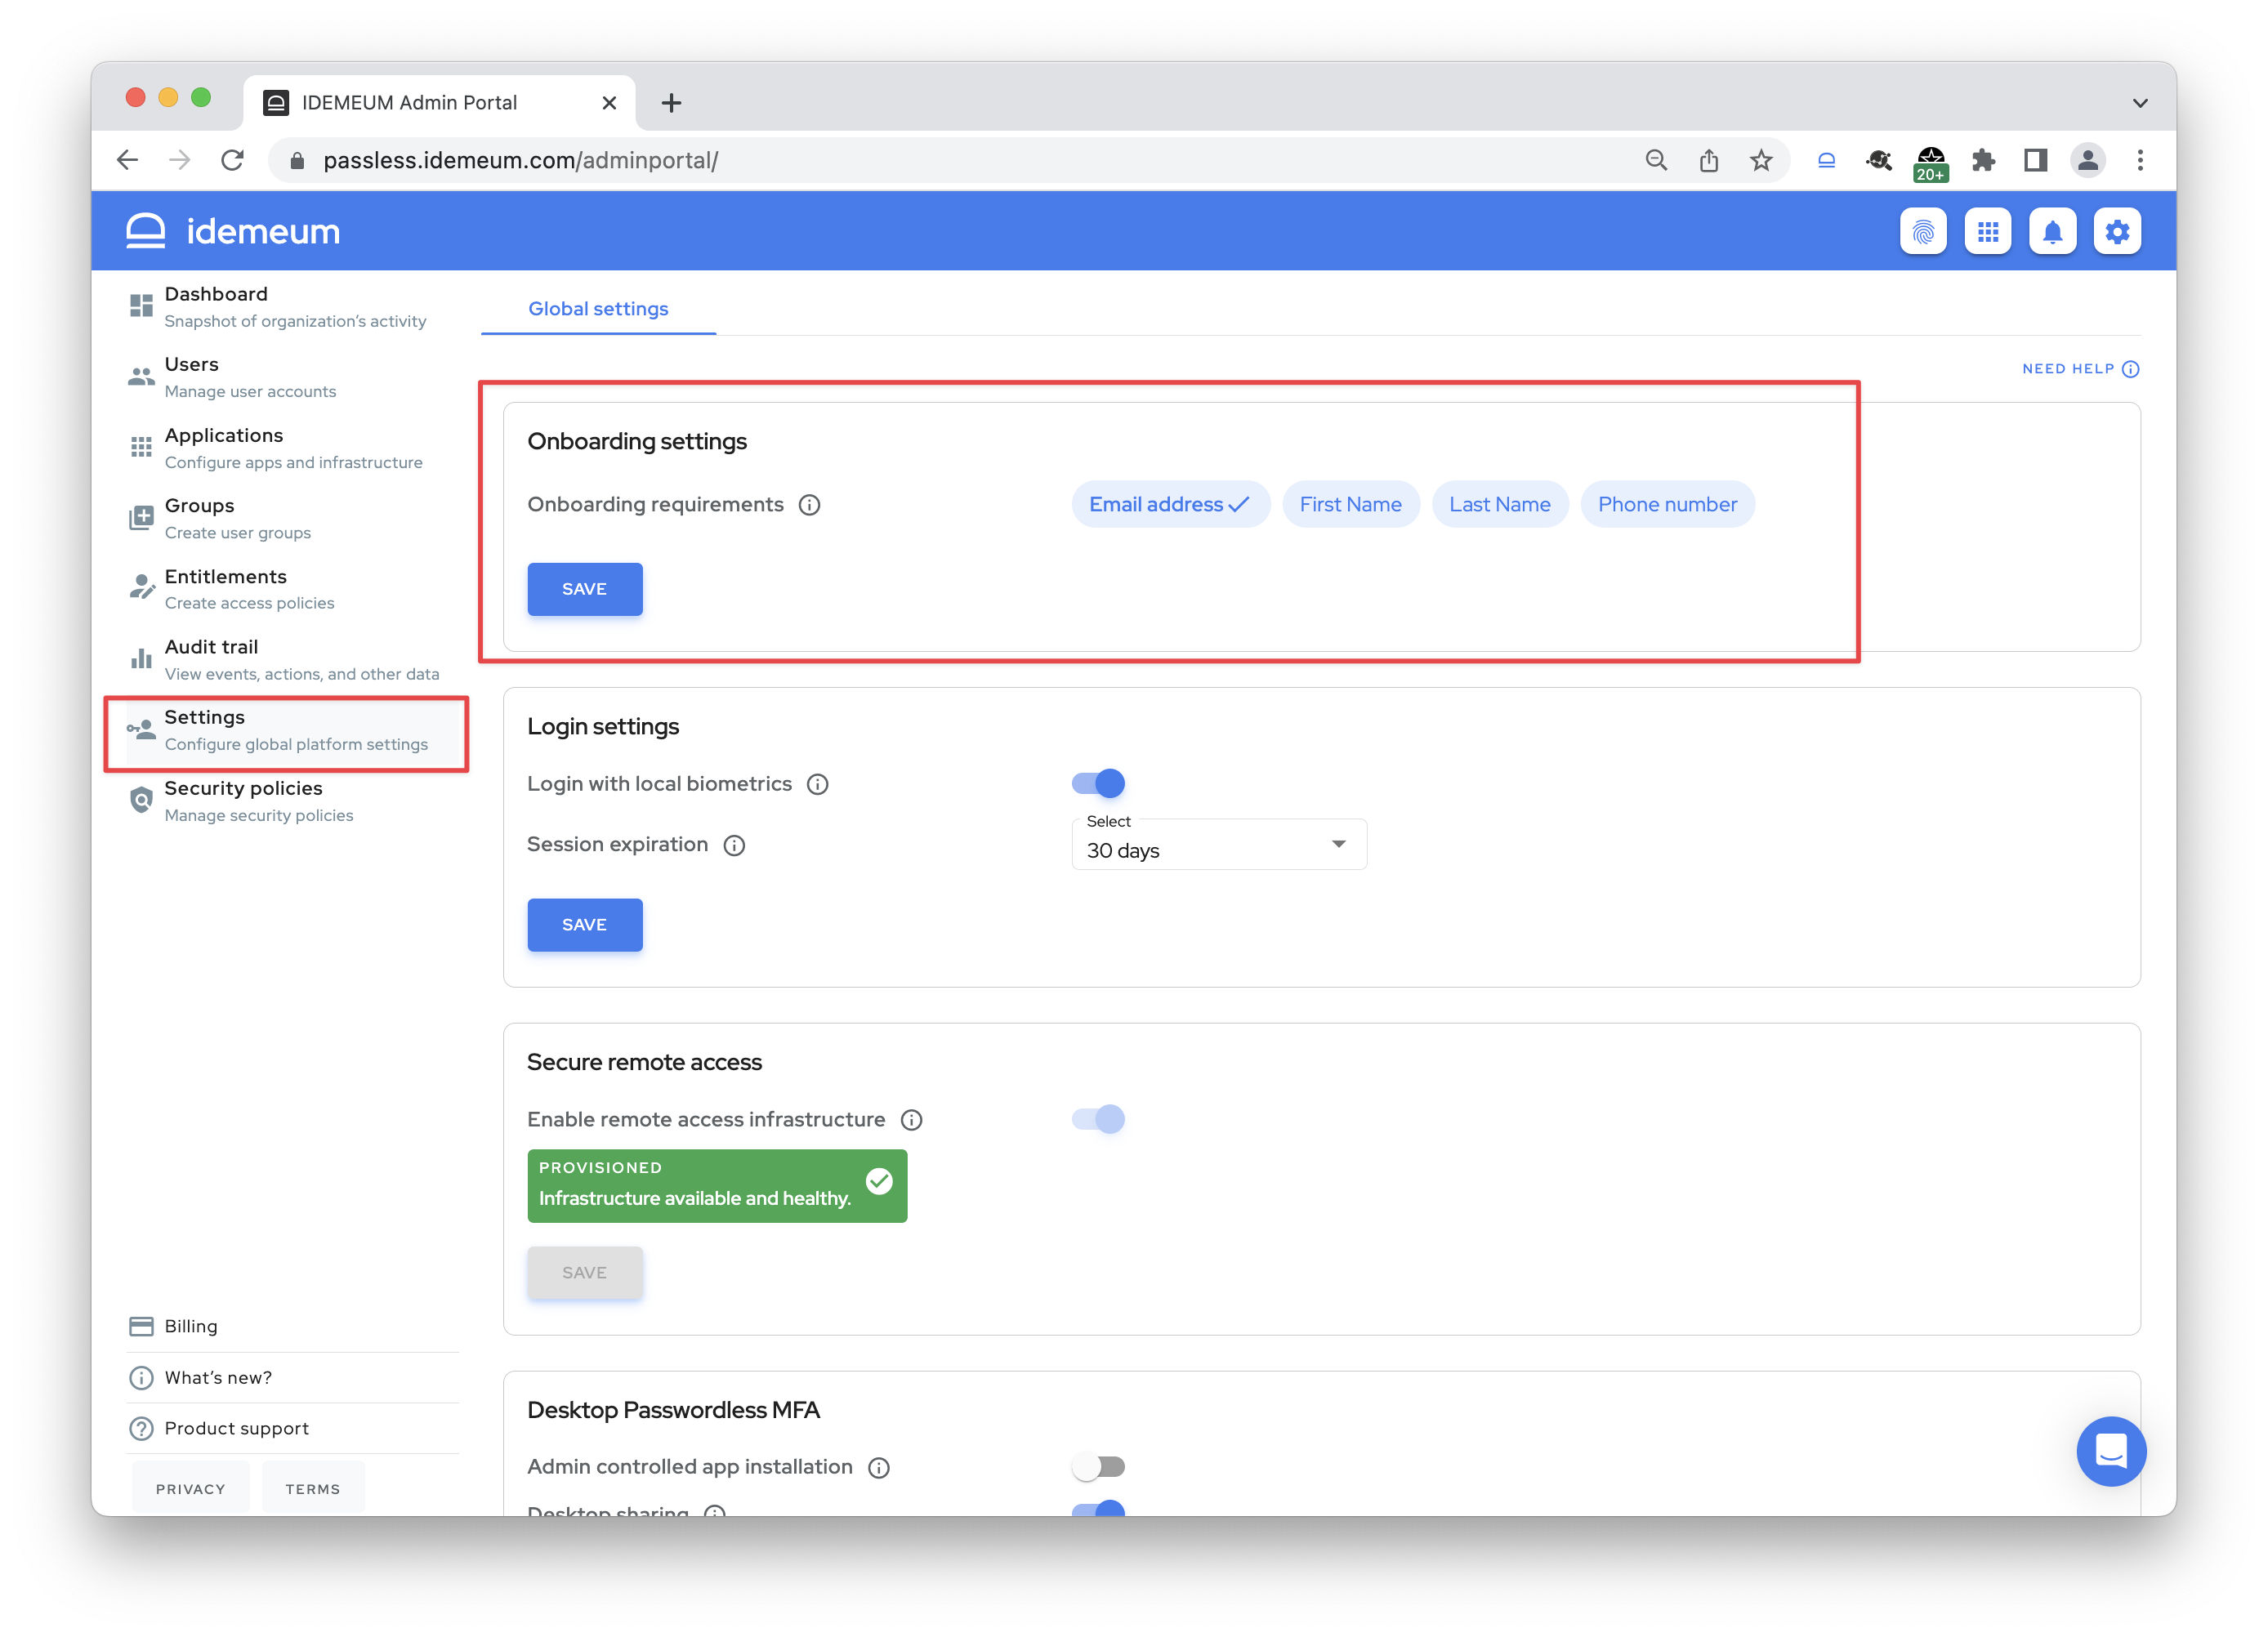 IDEMEUM Admin Portal
passless.idemeum.com/adminportal/
20+
idemeum
Dashboard
Snapshot of organization's activity
Users
Manage user accounts
Applications
Configure apps and infrastructure
Groups
Create user groups
Entitlements
Create access policies
Audit trail
View events, actions, and other data
Settings
Configure global platform settings
Security policies
Manage security policies
Billing
What's new?
Product support
PRIVACY TERMS
Global settings
NEED HELP
Onboarding settings
Onboarding requirements Email address First Name Last Name Phone number
SAVE
Login settings
Login with local biometrics
Session expiration Select
30 days
SAVE
Secure remote access
Enable remote access infrastructure
PROVISIONED
Infrastructure available and healthy.
SAVE
Desktop Passwordless MFA
Admin controlled app installation
Desktop sharing